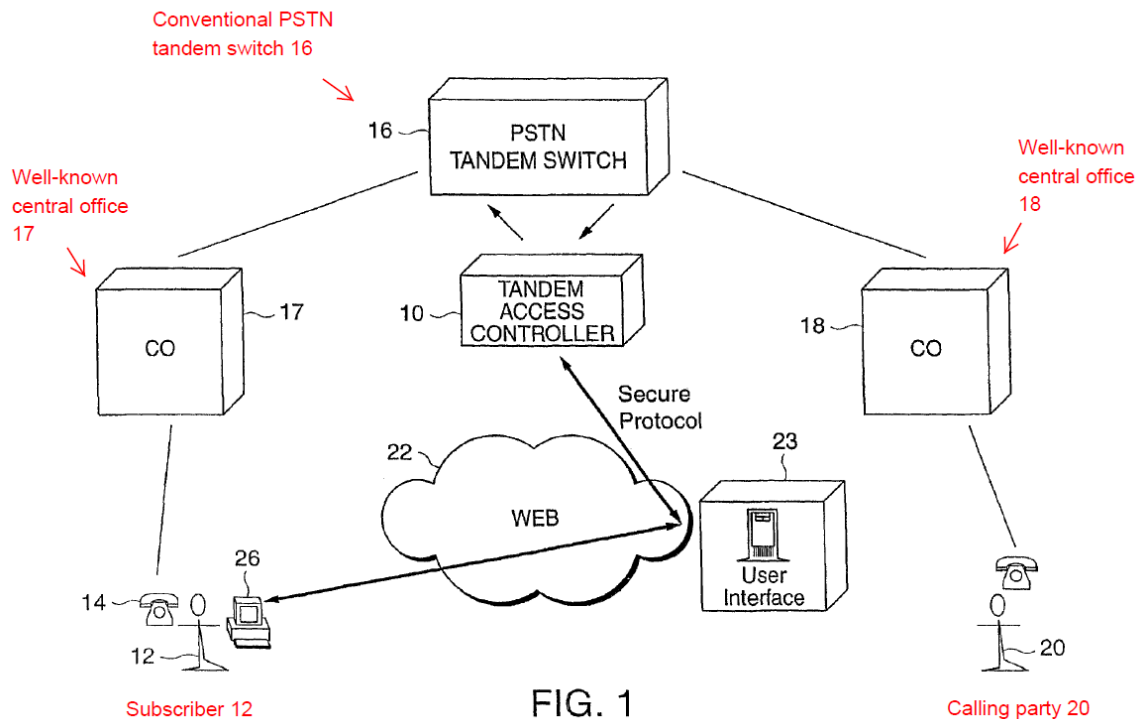 Conventional PSTN
tandem switch 16
16
PSTN
TANDEM SWITCH
Well-known
central office
17
Well-known
central office
18
CO
17
10
TANDEM
ACCESS
CONTROLLER
18
CO
Secure
Protocol
22
WEB
23
User
Interface
14
26
12
20
Subscriber 12
FIG. 1
Calling party 20